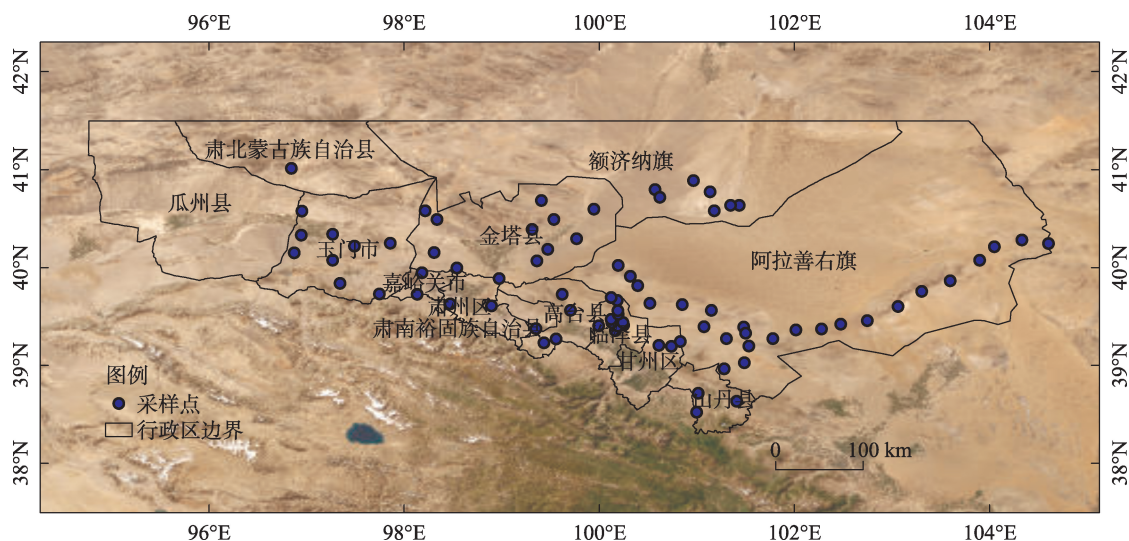 96°E 98°E 100°E 102°E 104°E
42°N 42°N
肃北蒙古族自治县
额济纳旗
41°N 41°N
瓜州县
金塔县
玉门市
阿拉善右旗
40°N 40°N
嘉峪关市
肃州区
高台县
肃南裕固族自治县
临泽县
甘州区
39°N 39°N
图例
山丹县
采样点
行政区边界
0 100 km
38°N 38°N
96°E 98°E 100°E 102°E 104°E